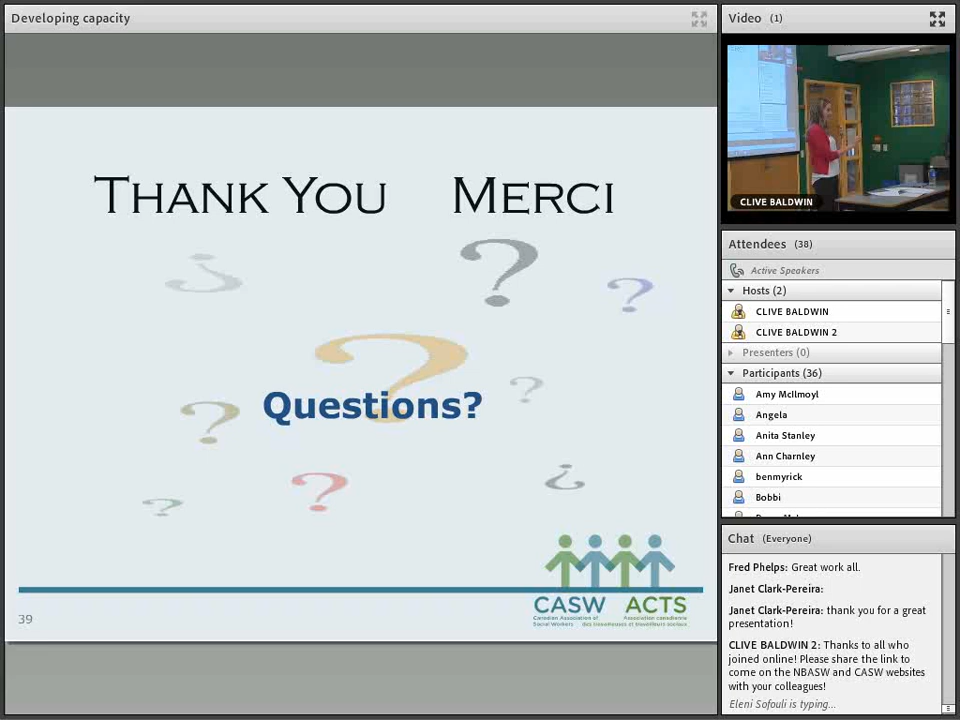 Developing capacity
THANK YOU MERCI
Questions?
CASW ACTS
Canadian Association of
Social Workers
Association canadienne
des travailleuses et travailleurs sociaux
39
Video (1)
CLIVE BALDWIN
Attendees (38)
Active Speakers
Hosts (2)
CLIVE BALDWIN
CLIVE BALDWIN 2
Presenters (0)
Participants (36)
Amy McIlmoyl
Angela
Anita Stanley
Ann Charnley
benmyrick
Bobbi
Chat (Everyone)
Fred Phelps: Great work all.
Janet Clark-Pereira:
Janet Clark-Pereira: thank you for a great
presentation!
CLIVE BALDWIN 2: Thanks to all who
joined online! Please share the link to
come on the NBASW and CASW websites
with your colleagues!
Eleni Sofouli is typing...